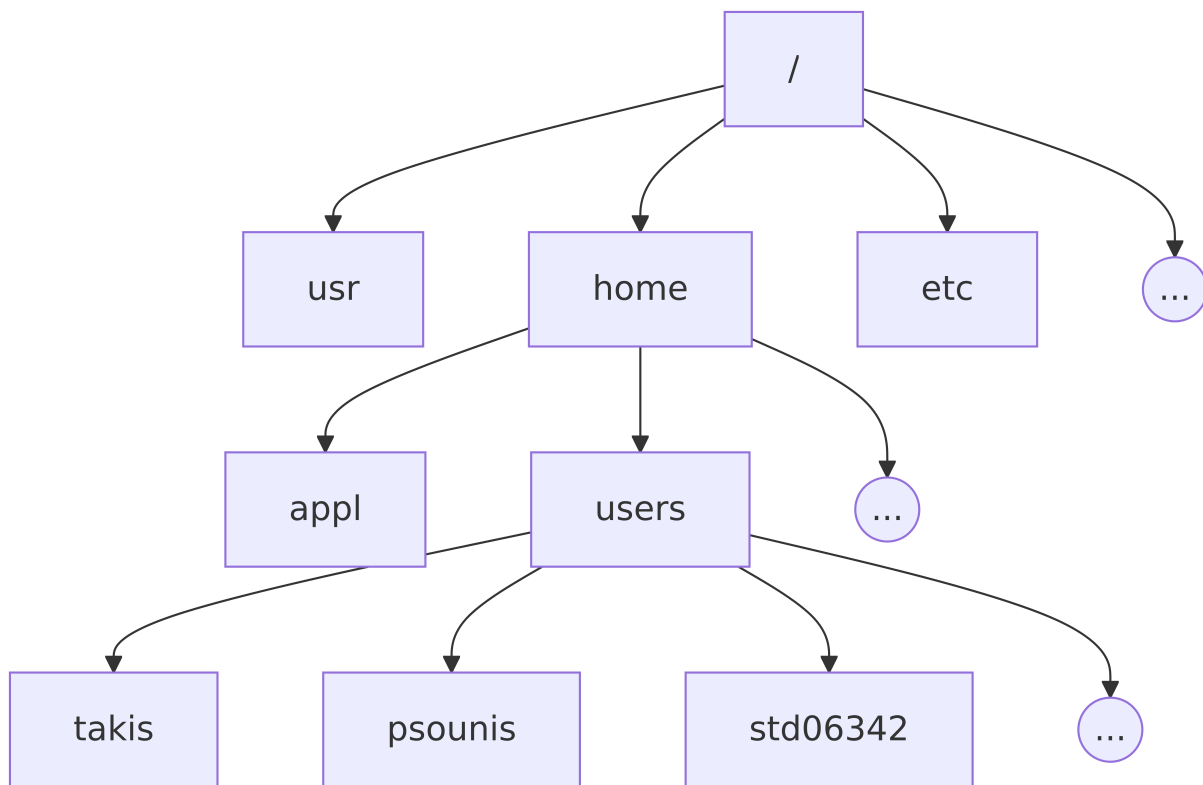 /
usr
home
etc
...
appl
users
...
takis
psounis
std06342
...